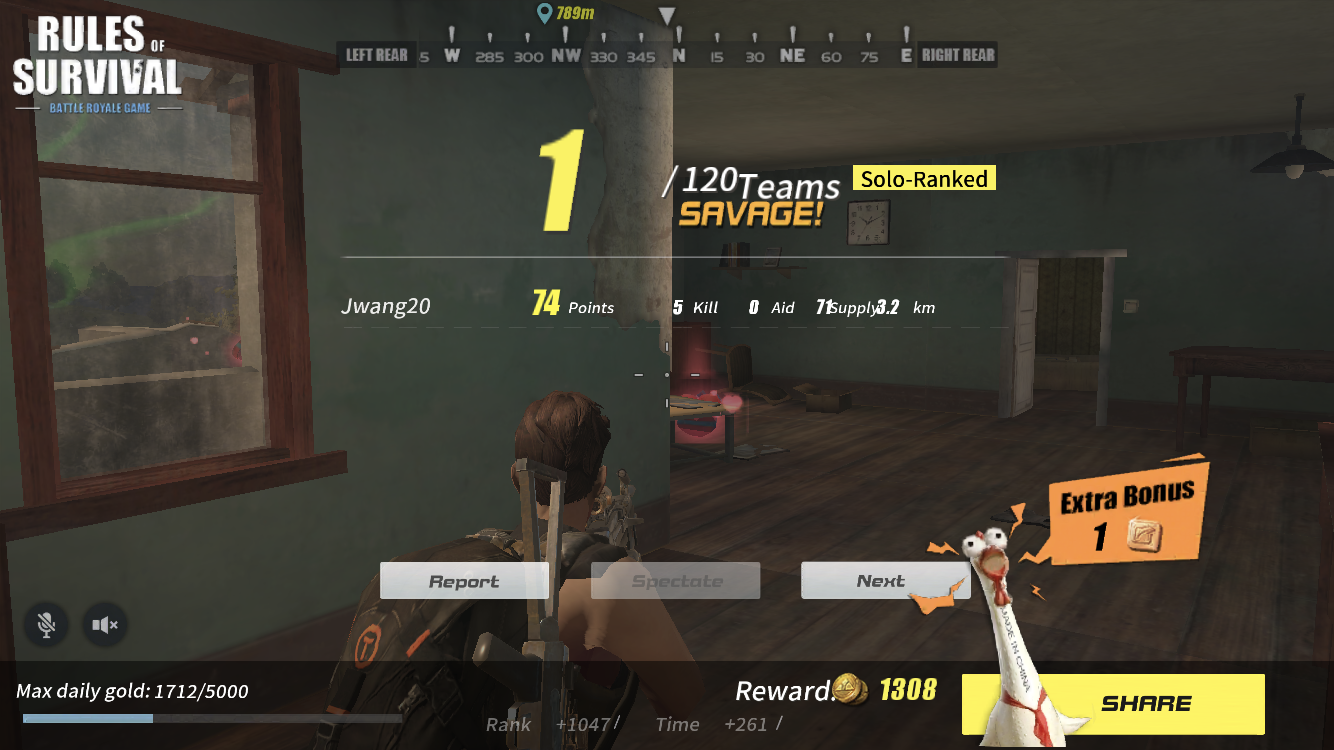 789m
RULES OF
SURVIVAL
BATTLE ROYALE GAME
LEFT REAR 5 W 285 300 NW 330 345 N 15 30 NE 60 75 E RIGHT REAR
1 / 120 Teams Solo-Ranked
SAVAGE!
Jwang20 74 Points 5 Kill 0 Aid 71 Supply 3.2 km
Extra Bonus
1
Report Spectate Next
MADE IN CHINA
Max daily gold: 1712/5000
Reward: 1308
SHARE
Rank +1047 / Time +261 /